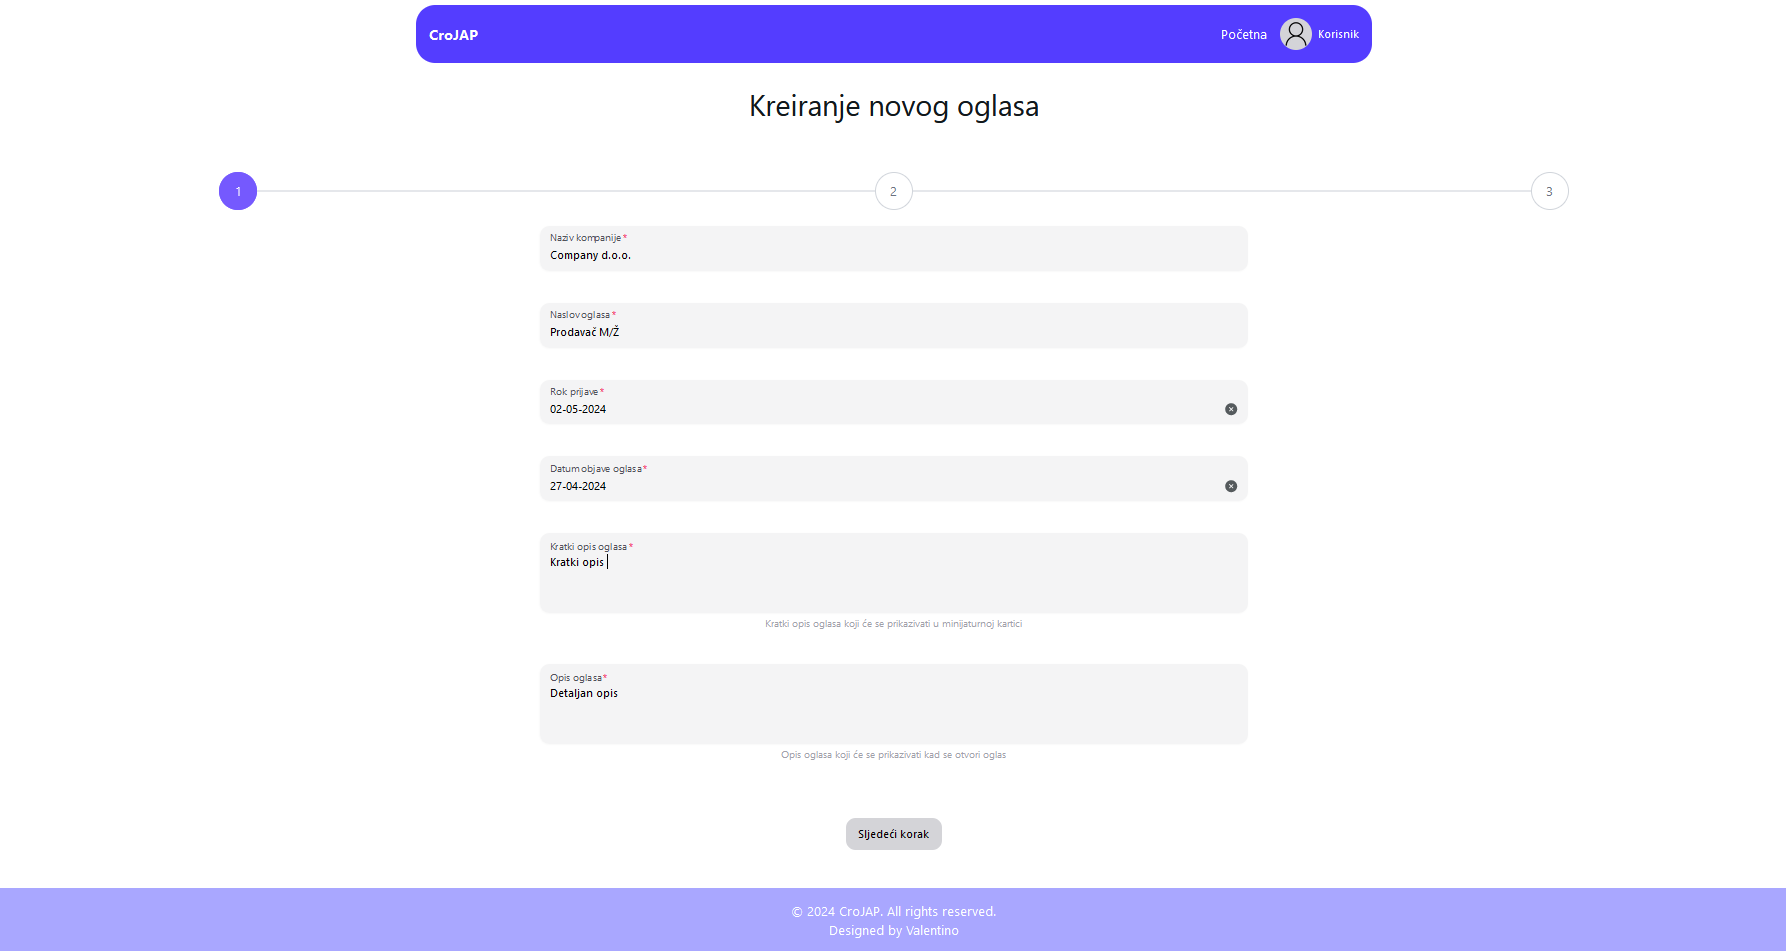 CroJAP
Početna
Korisnik
Kreiranje novog oglasa
1
2
3
Naziv kompanije*
Company d.o.o.
Naslov oglasa*
Prodavač M/Ž
Rok prijave*
02-05-2024
Datum objave oglasa*
27-04-2024
Kratki opis oglasa*
Kratki opis
Kratki opis oglasa koji će se prikazivati u minijaturnoj kartici
Opis oglasa*
Detaljan opis
Opis oglasa koji će se prikazivati kad se otvori oglas
Sljedeći korak
© 2024 CroJAP. All rights reserved.
Designed by Valentino